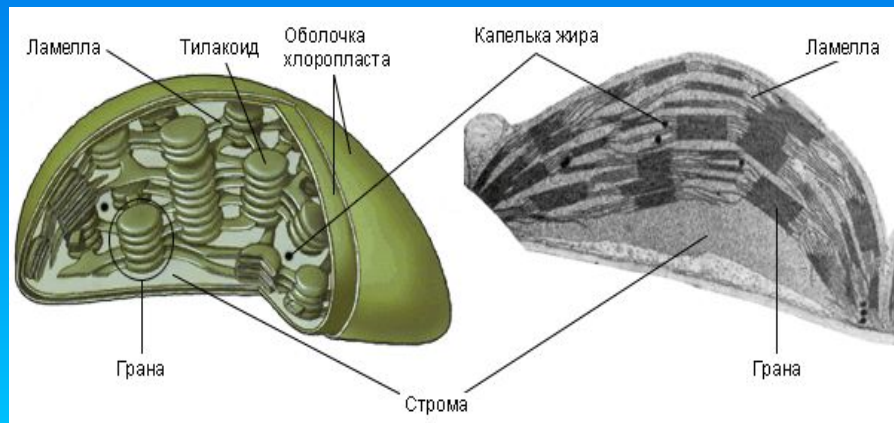 Ламелла
Тилакоид
Оболочка
хлоропласта
Капелька жира
Ламелла
Грана
Строма
Грана